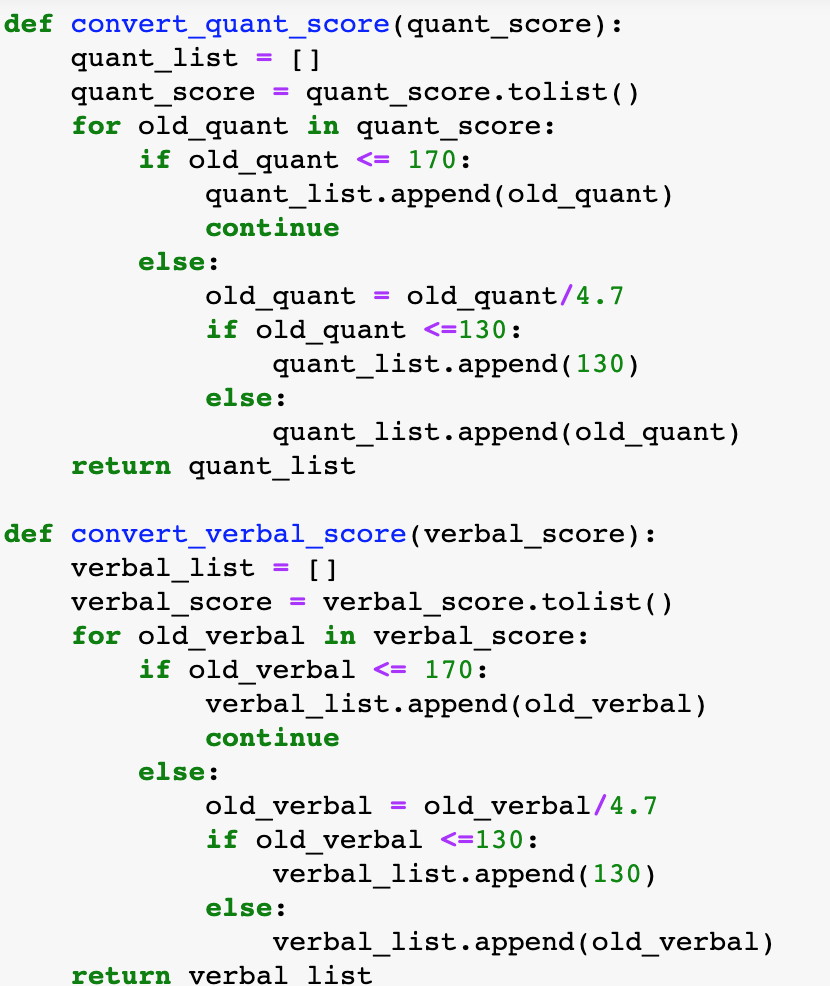 def convert_quant_score(quant_score):
    quant_list = []
    quant_score = quant_score.tolist()
    for old_quant in quant_score:
        if old_quant <= 170:
            quant_list.append(old_quant)
            continue
        else:
            old_quant = old_quant/4.7
            if old_quant <=130:
                quant_list.append(130)
            else:
                quant_list.append(old_quant)
    return quant_list

def convert_verbal_score(verbal_score):
    verbal_list = []
    verbal_score = verbal_score.tolist()
    for old_verbal in verbal_score:
        if old_verbal <= 170:
            verbal_list.append(old_verbal)
            continue
        else:
            old_verbal = old_verbal/4.7
            if old_verbal <=130:
                verbal_list.append(130)
            else:
                verbal_list.append(old_verbal)
    return verbal_list